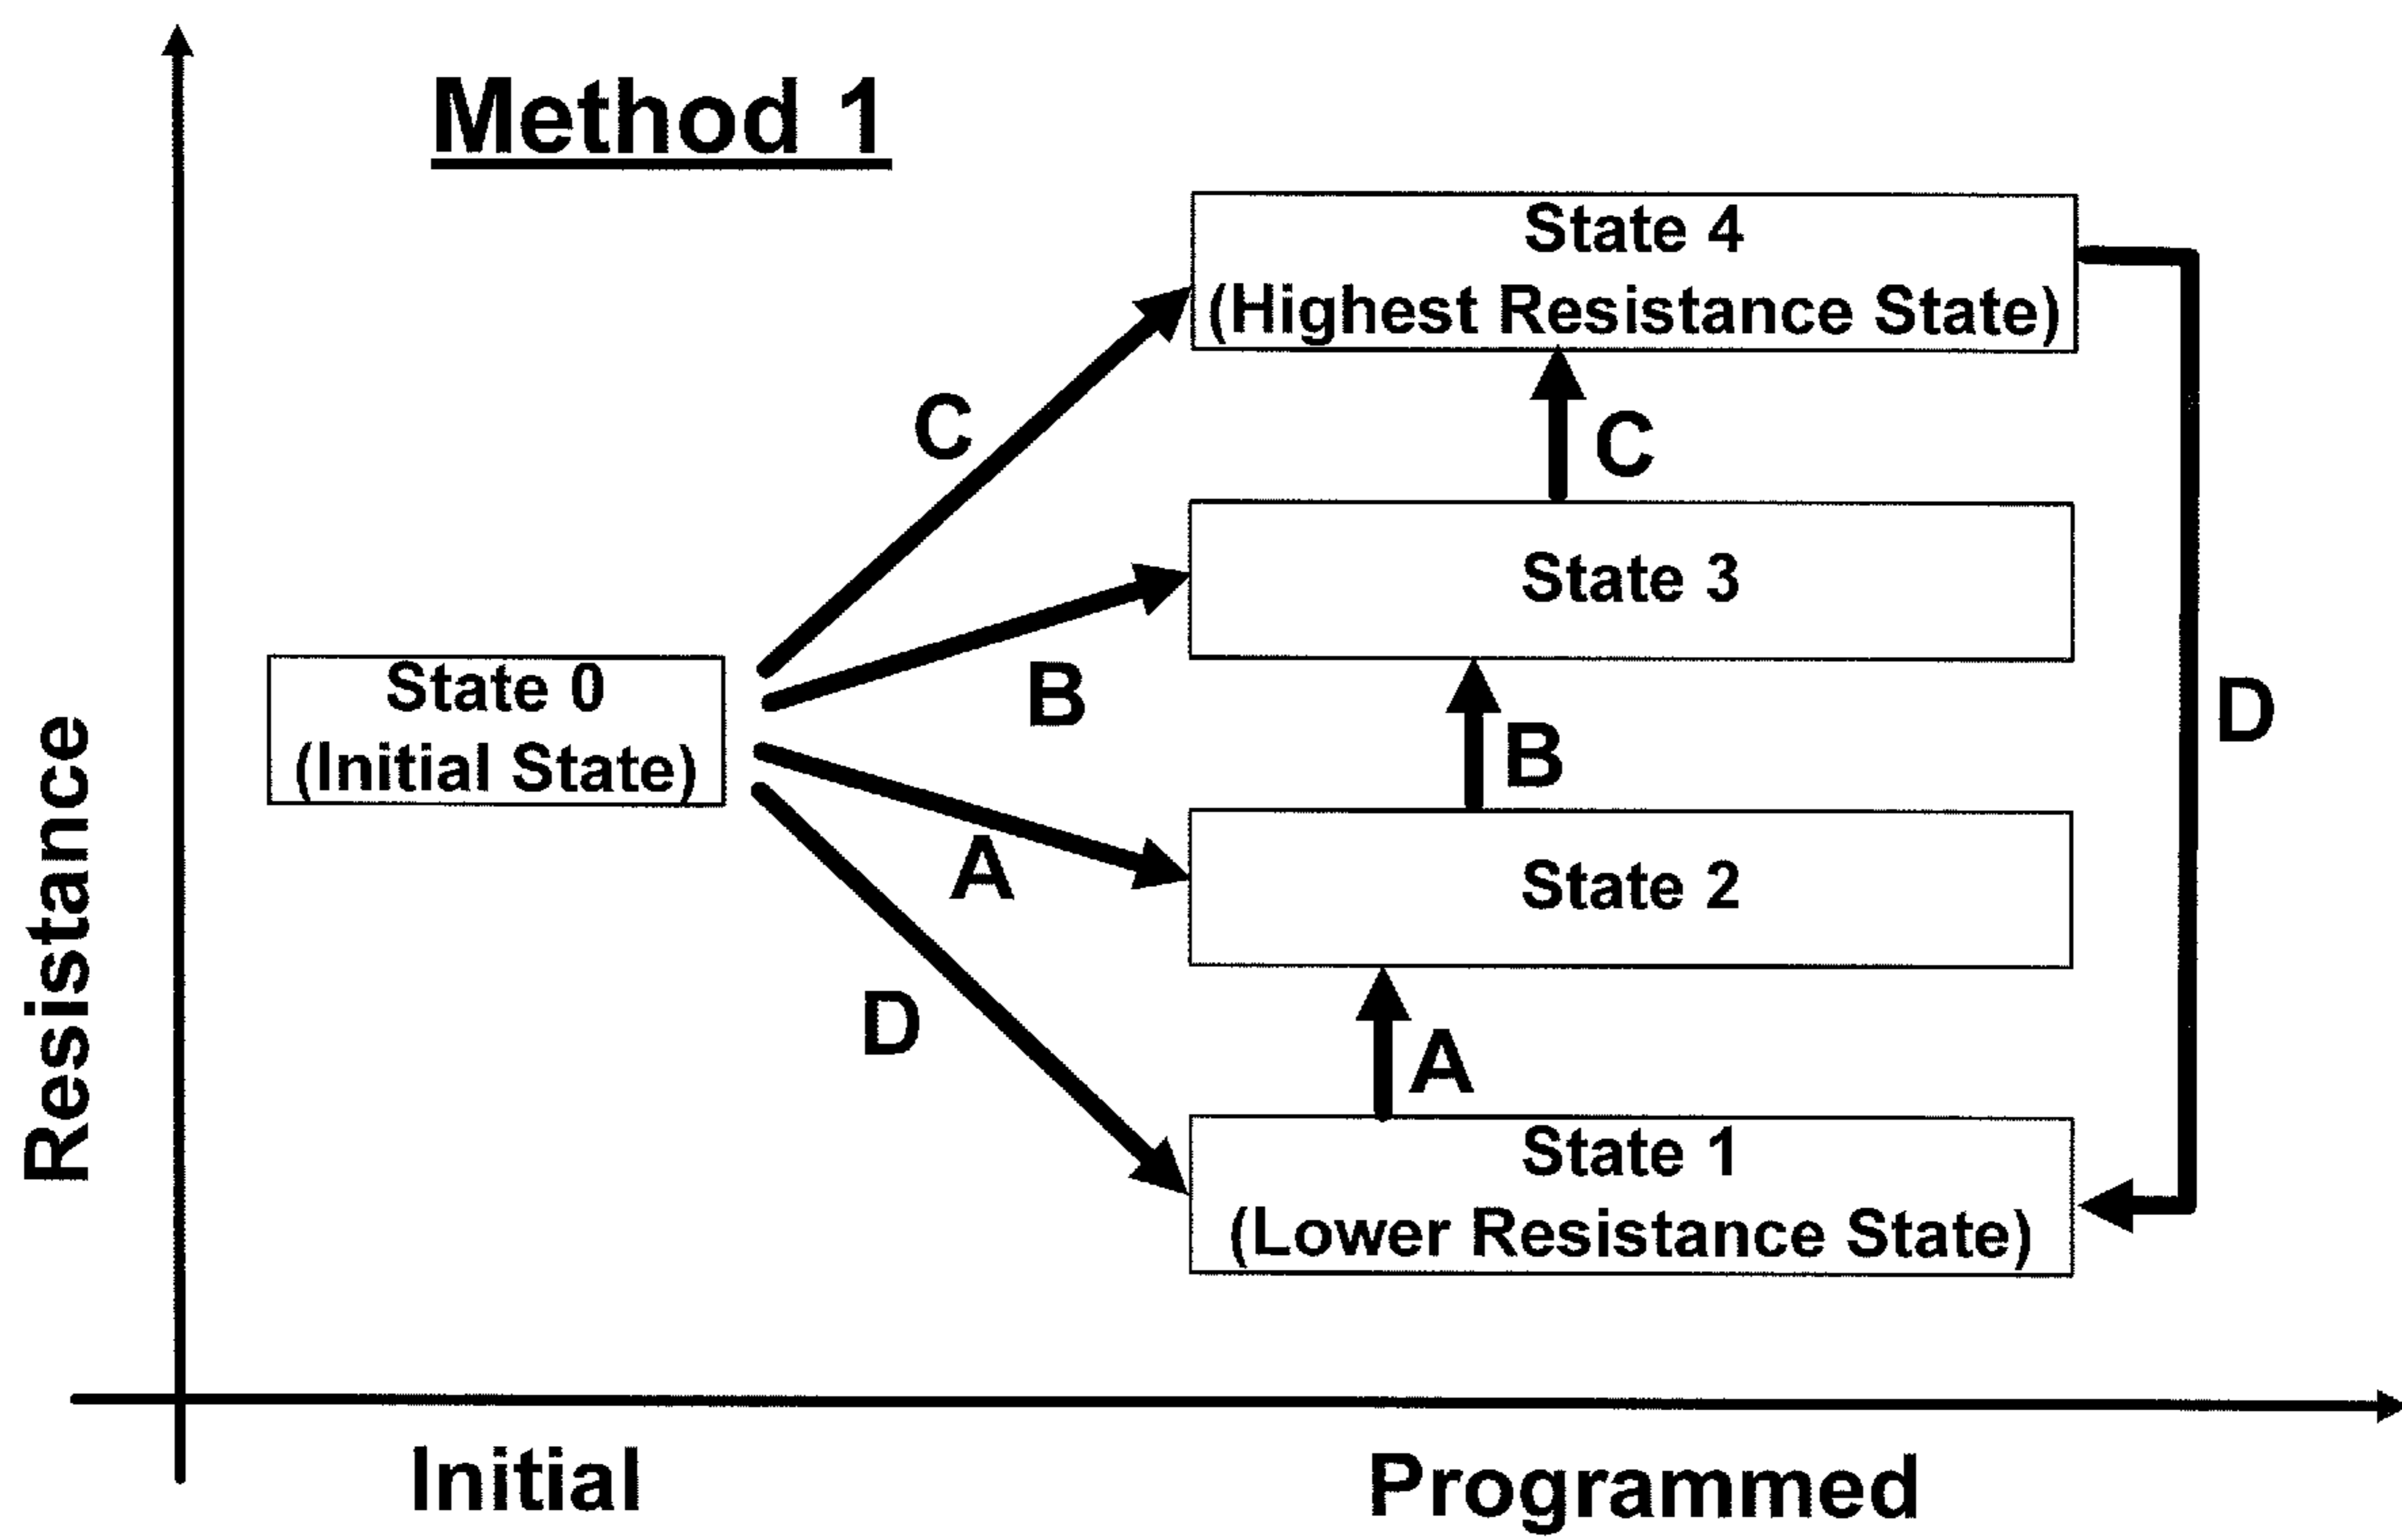 Method 1
State 4
(Highest Resistance State)
C
C
State 3
B
State 0
(Initial State)
B
D
State 2
A
A
D
State 1
(Lower Resistance State)
Resistance
Initial
Programmed